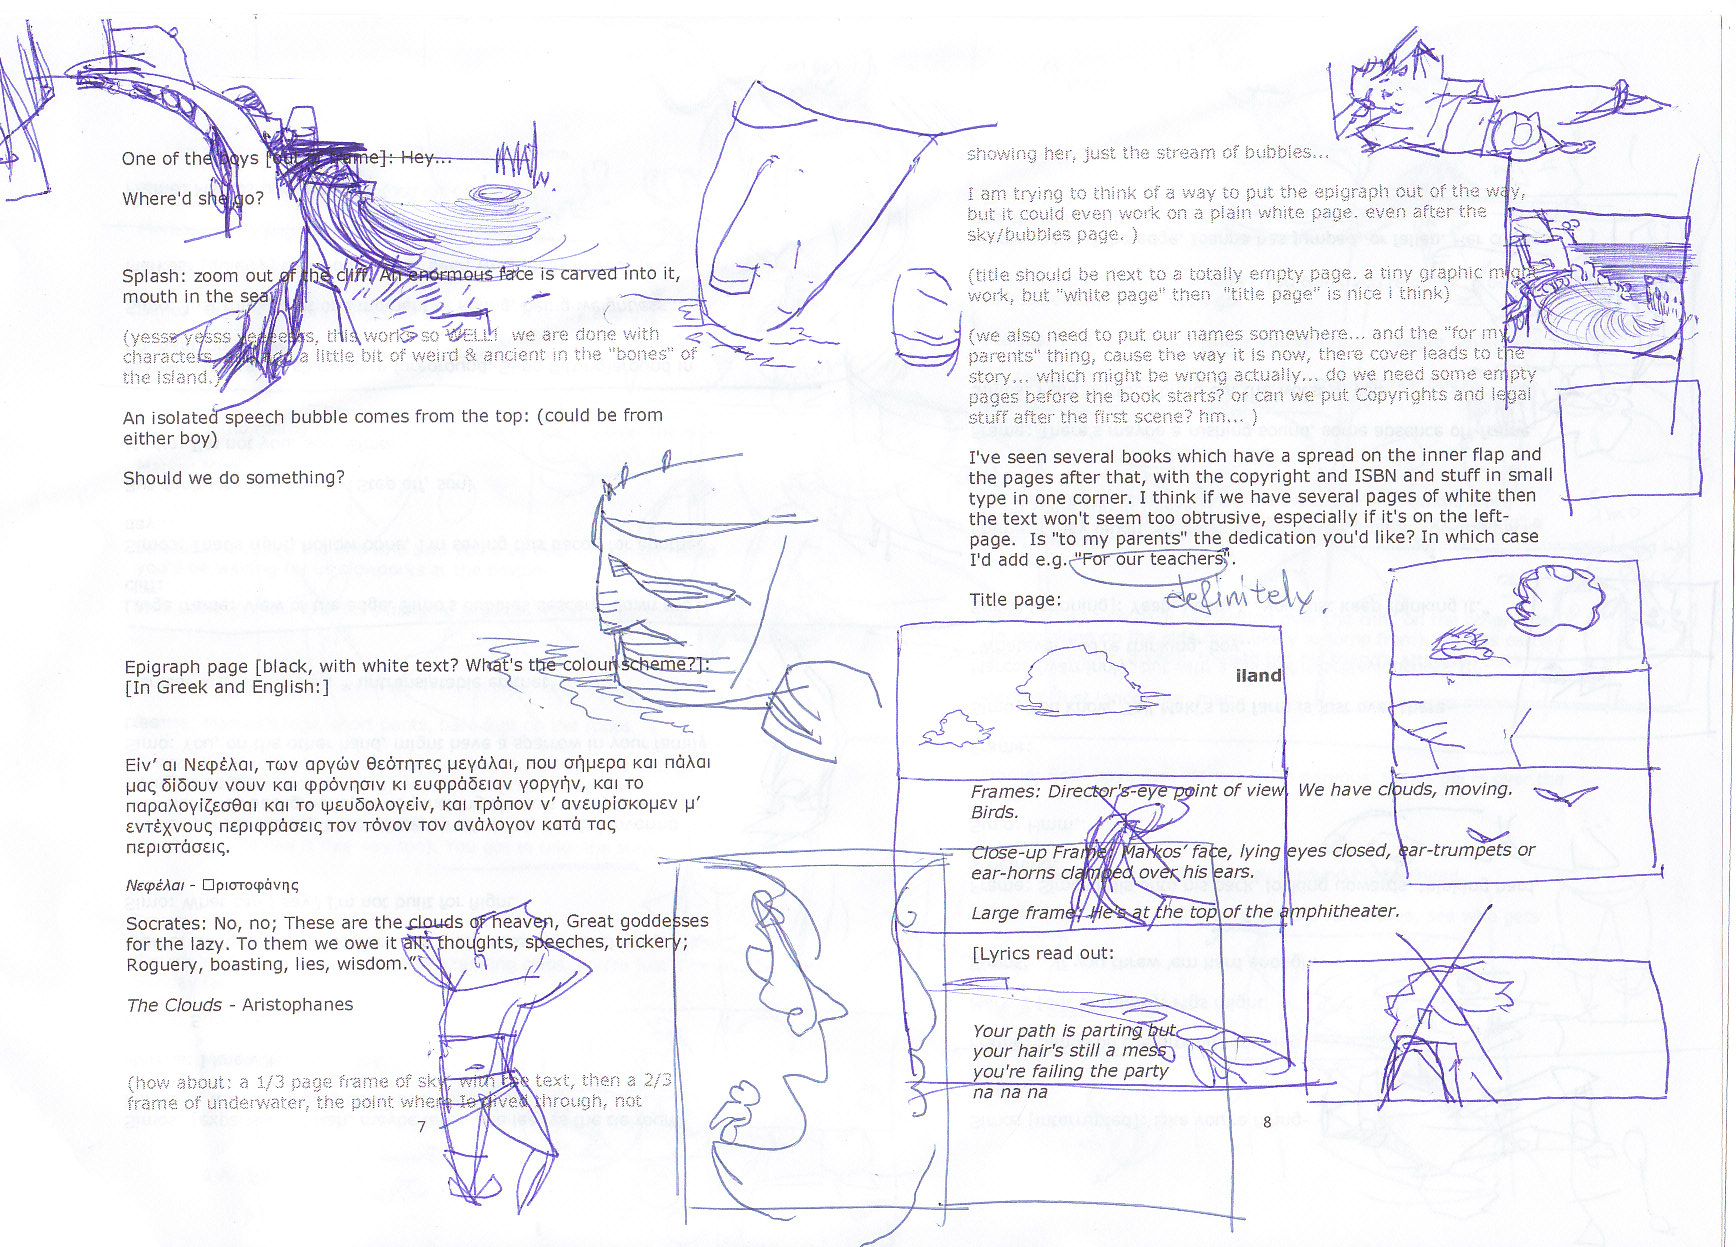 One of the boys [out of frame]: Hey...
Where'd she go?
Splash: zoom out of the cliff. An enormous face is carved into it,
mouth in the sea.
(yesss yesss yeeeesss, this works so WELL! we are done with
characters, a little bit of weird & ancient in the "bones" of
the island.)
An isolated speech bubble comes from the top: (could be from
either boy)
Should we do something?
Epigraph page [black, with white text? What's the colour scheme?]:
[In Greek and English:]
Είν’ αι Νεφέλαι, των αργών θεότητες μεγάλαι, που σήμερα και πάλαι
μας δίδουν νουν και φρόνησιν κι ευφράδειαν γοργήν, και το
παραλογίζεσθαι και το ψευδολογείν, και τρόπον ν’ ανευρίσκομεν μ’
εντέχνους περιφράσεις τον τόνον τον ανάλογον κατά τας
περιστάσεις.
Νεφέλαι - □ριστοφάνης
Socrates: No, no; These are the clouds of heaven, Great goddesses
for the lazy. To them we owe it all: thoughts, speeches, trickery;
Roguery, boasting, lies, wisdom.”
The Clouds - Aristophanes
(how about: a 1/3 page frame of sky, with the text, then a 2/3
frame of underwater, the point where Io dived through, not
7
showing her, just the stream of bubbles...
I am trying to think of a way to put the epigraph out of the way,
but it could even work on a plain white page. even after the
sky/bubbles page. )
(title should be next to a totally empty page. a tiny graphic might
work, but "white page" then "title page" is nice i think)
(we also need to put our names somewhere... and the "for my
parents" thing, cause the way it is now, there cover leads to the
story... which might be wrong actually... do we need some empty
pages before the book starts? or can we put Copyrights and legal
stuff after the first scene? hm... )
I've seen several books which have a spread on the inner flap and
the pages after that, with the copyright and ISBN and stuff in small
type in one corner. I think if we have several pages of white then
the text won't seem too obtrusive, especially if it's on the left-
page. Is "to my parents" the dedication you'd like? In which case
I'd add e.g. "For our teachers".
definitely.
Title page:
iland
Frames: Director's-eye point of view. We have clouds, moving.
Birds.
Close-up Frame: Markos’ face, lying eyes closed, ear-trumpets or
ear-horns clamped over his ears.
Large frame: He's at the top of the amphitheater.
[Lyrics read out:
Your path is parting but
your hair's still a mess
you're failing the party
na na na
8